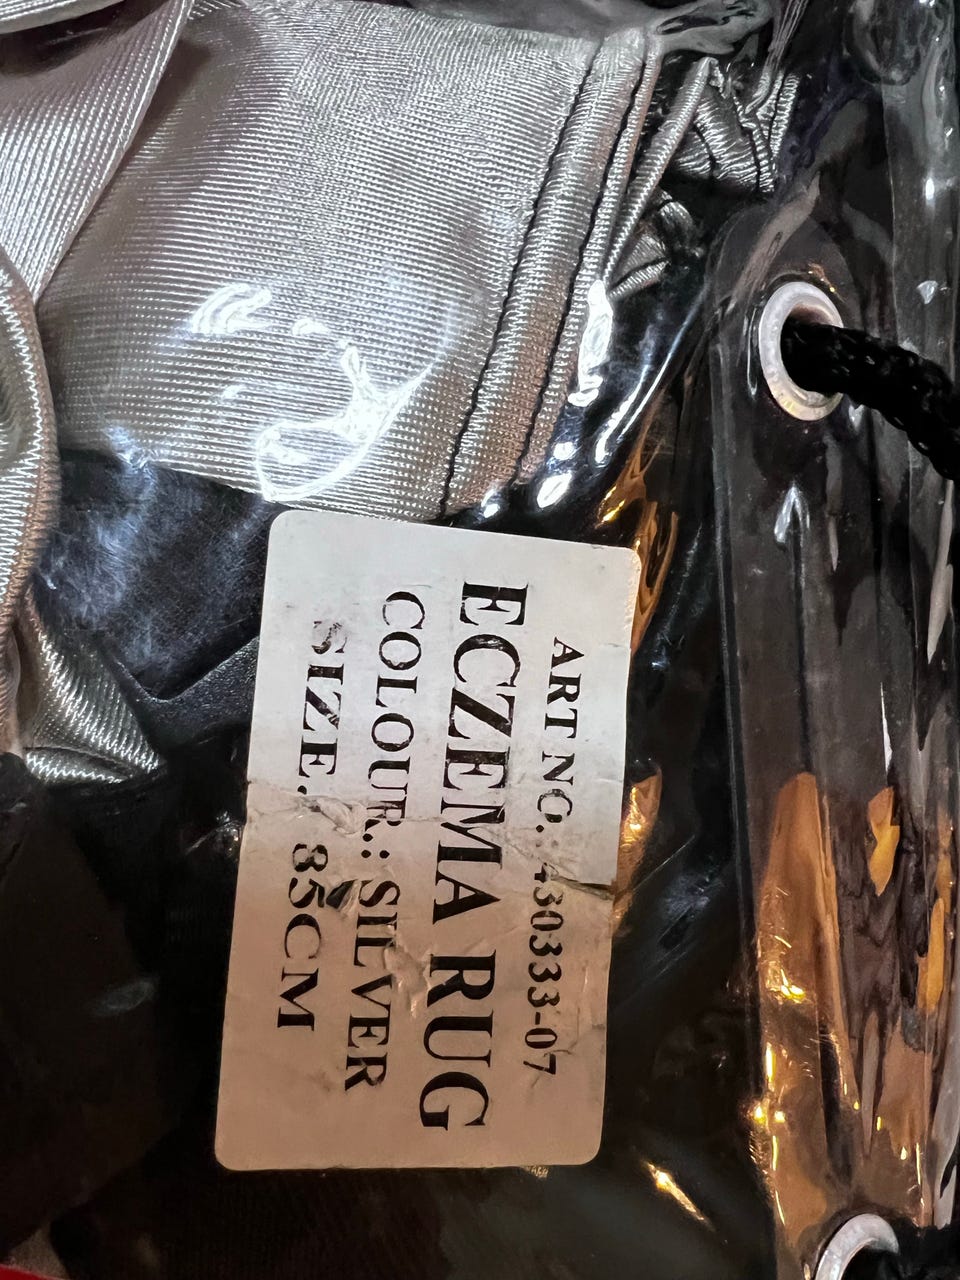 ART NO.: 430333-07
ECZEMA RUG
COLOUR.: SILVER
SIZE. 85CM